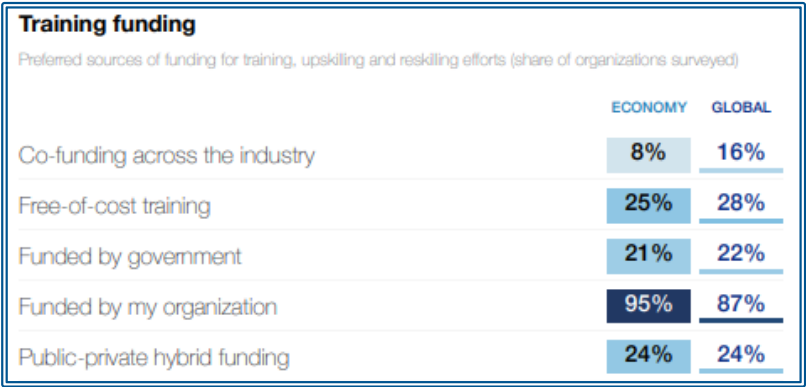 Training funding
Preferred sources of funding for training, upskilling and reskilling efforts (share of organizations surveyed)
ECONOMY GLOBAL
Co-funding across the industry 8% 16%
Free-of-cost training 25% 28%
Funded by government 21% 22%
Funded by my organization 95% 87%
Public-private hybrid funding 24% 24%